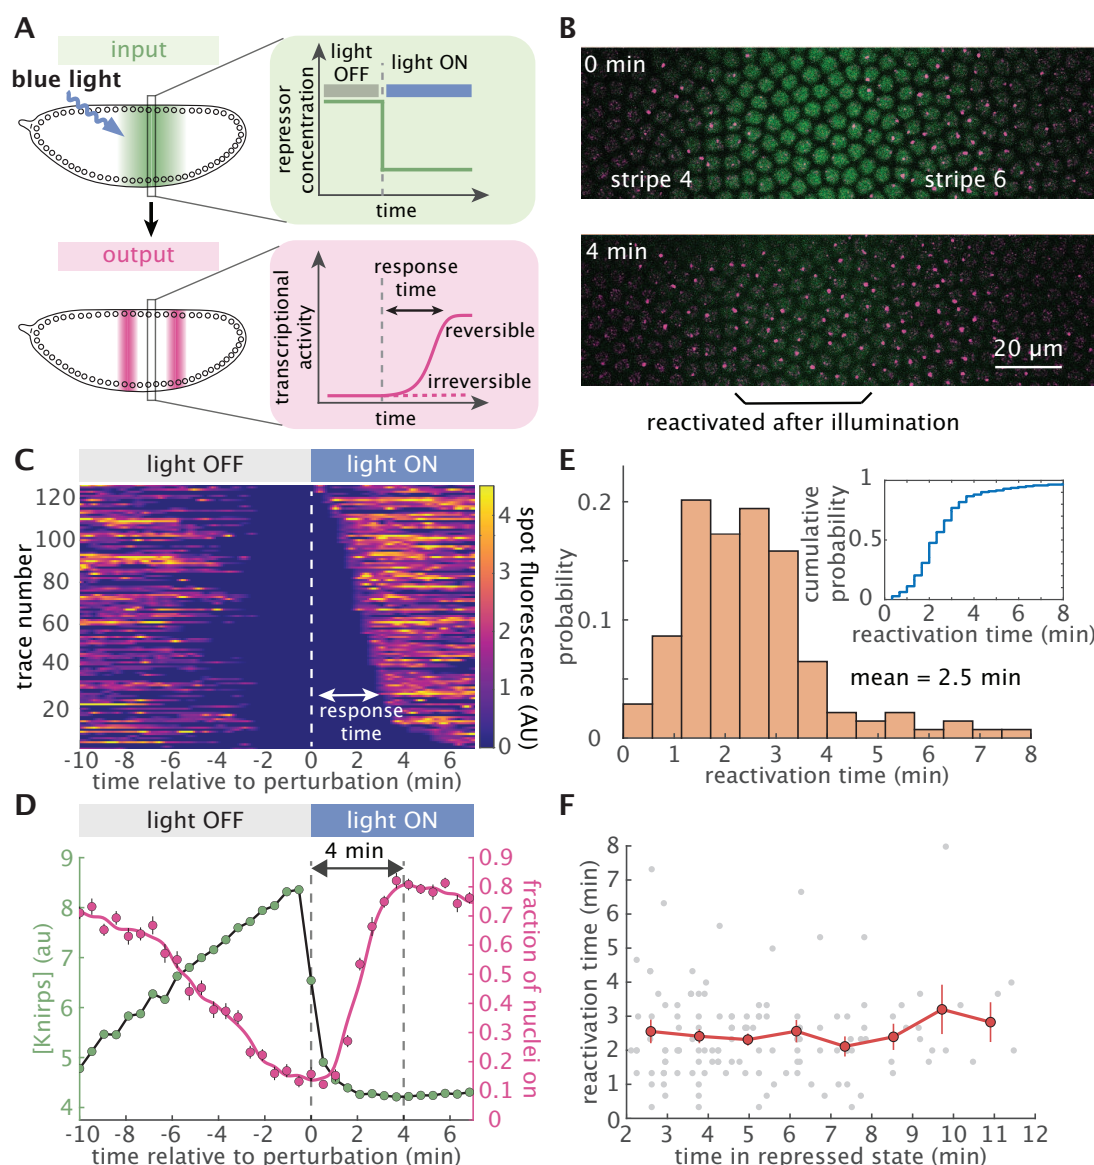 A
input
blue light
output
light
OFF
light ON
repressor
concentration
time
transcriptional
activity
response
time
reversible
irreversible
time
B
0 min
stripe 4
stripe 6
4 min
20 μm
reactivated after illumination
C
light OFF
light ON
trace number
120
100
80
60
40
20
response
time
-10
-8
-6
-4
-2
0
2
4
6
time relative to perturbation (min)
4
3
2
1
0
spot fluorescence (AU)
D
light OFF
light ON
4 min
[Knirps] (au)
9
8
7
6
5
4
0.9
0.8
0.7
0.6
0.5
0.4
0.3
0.2
0.1
0
fraction of nuclei on
-10
-8
-6
-4
-2
0
2
4
6
time relative to perturbation (min)
E
probability
0.2
0.1
0
0
1
2
3
4
5
6
7
8
reactivation time (min)
mean = 2.5 min
cumulative
probability
1
0.5
0
0
2
4
6
8
reactivation time (min)
F
reactivation time (min)
8
7
6
5
4
3
2
1
0
2
3
4
5
6
7
8
9
10
11
12
time in repressed state (min)